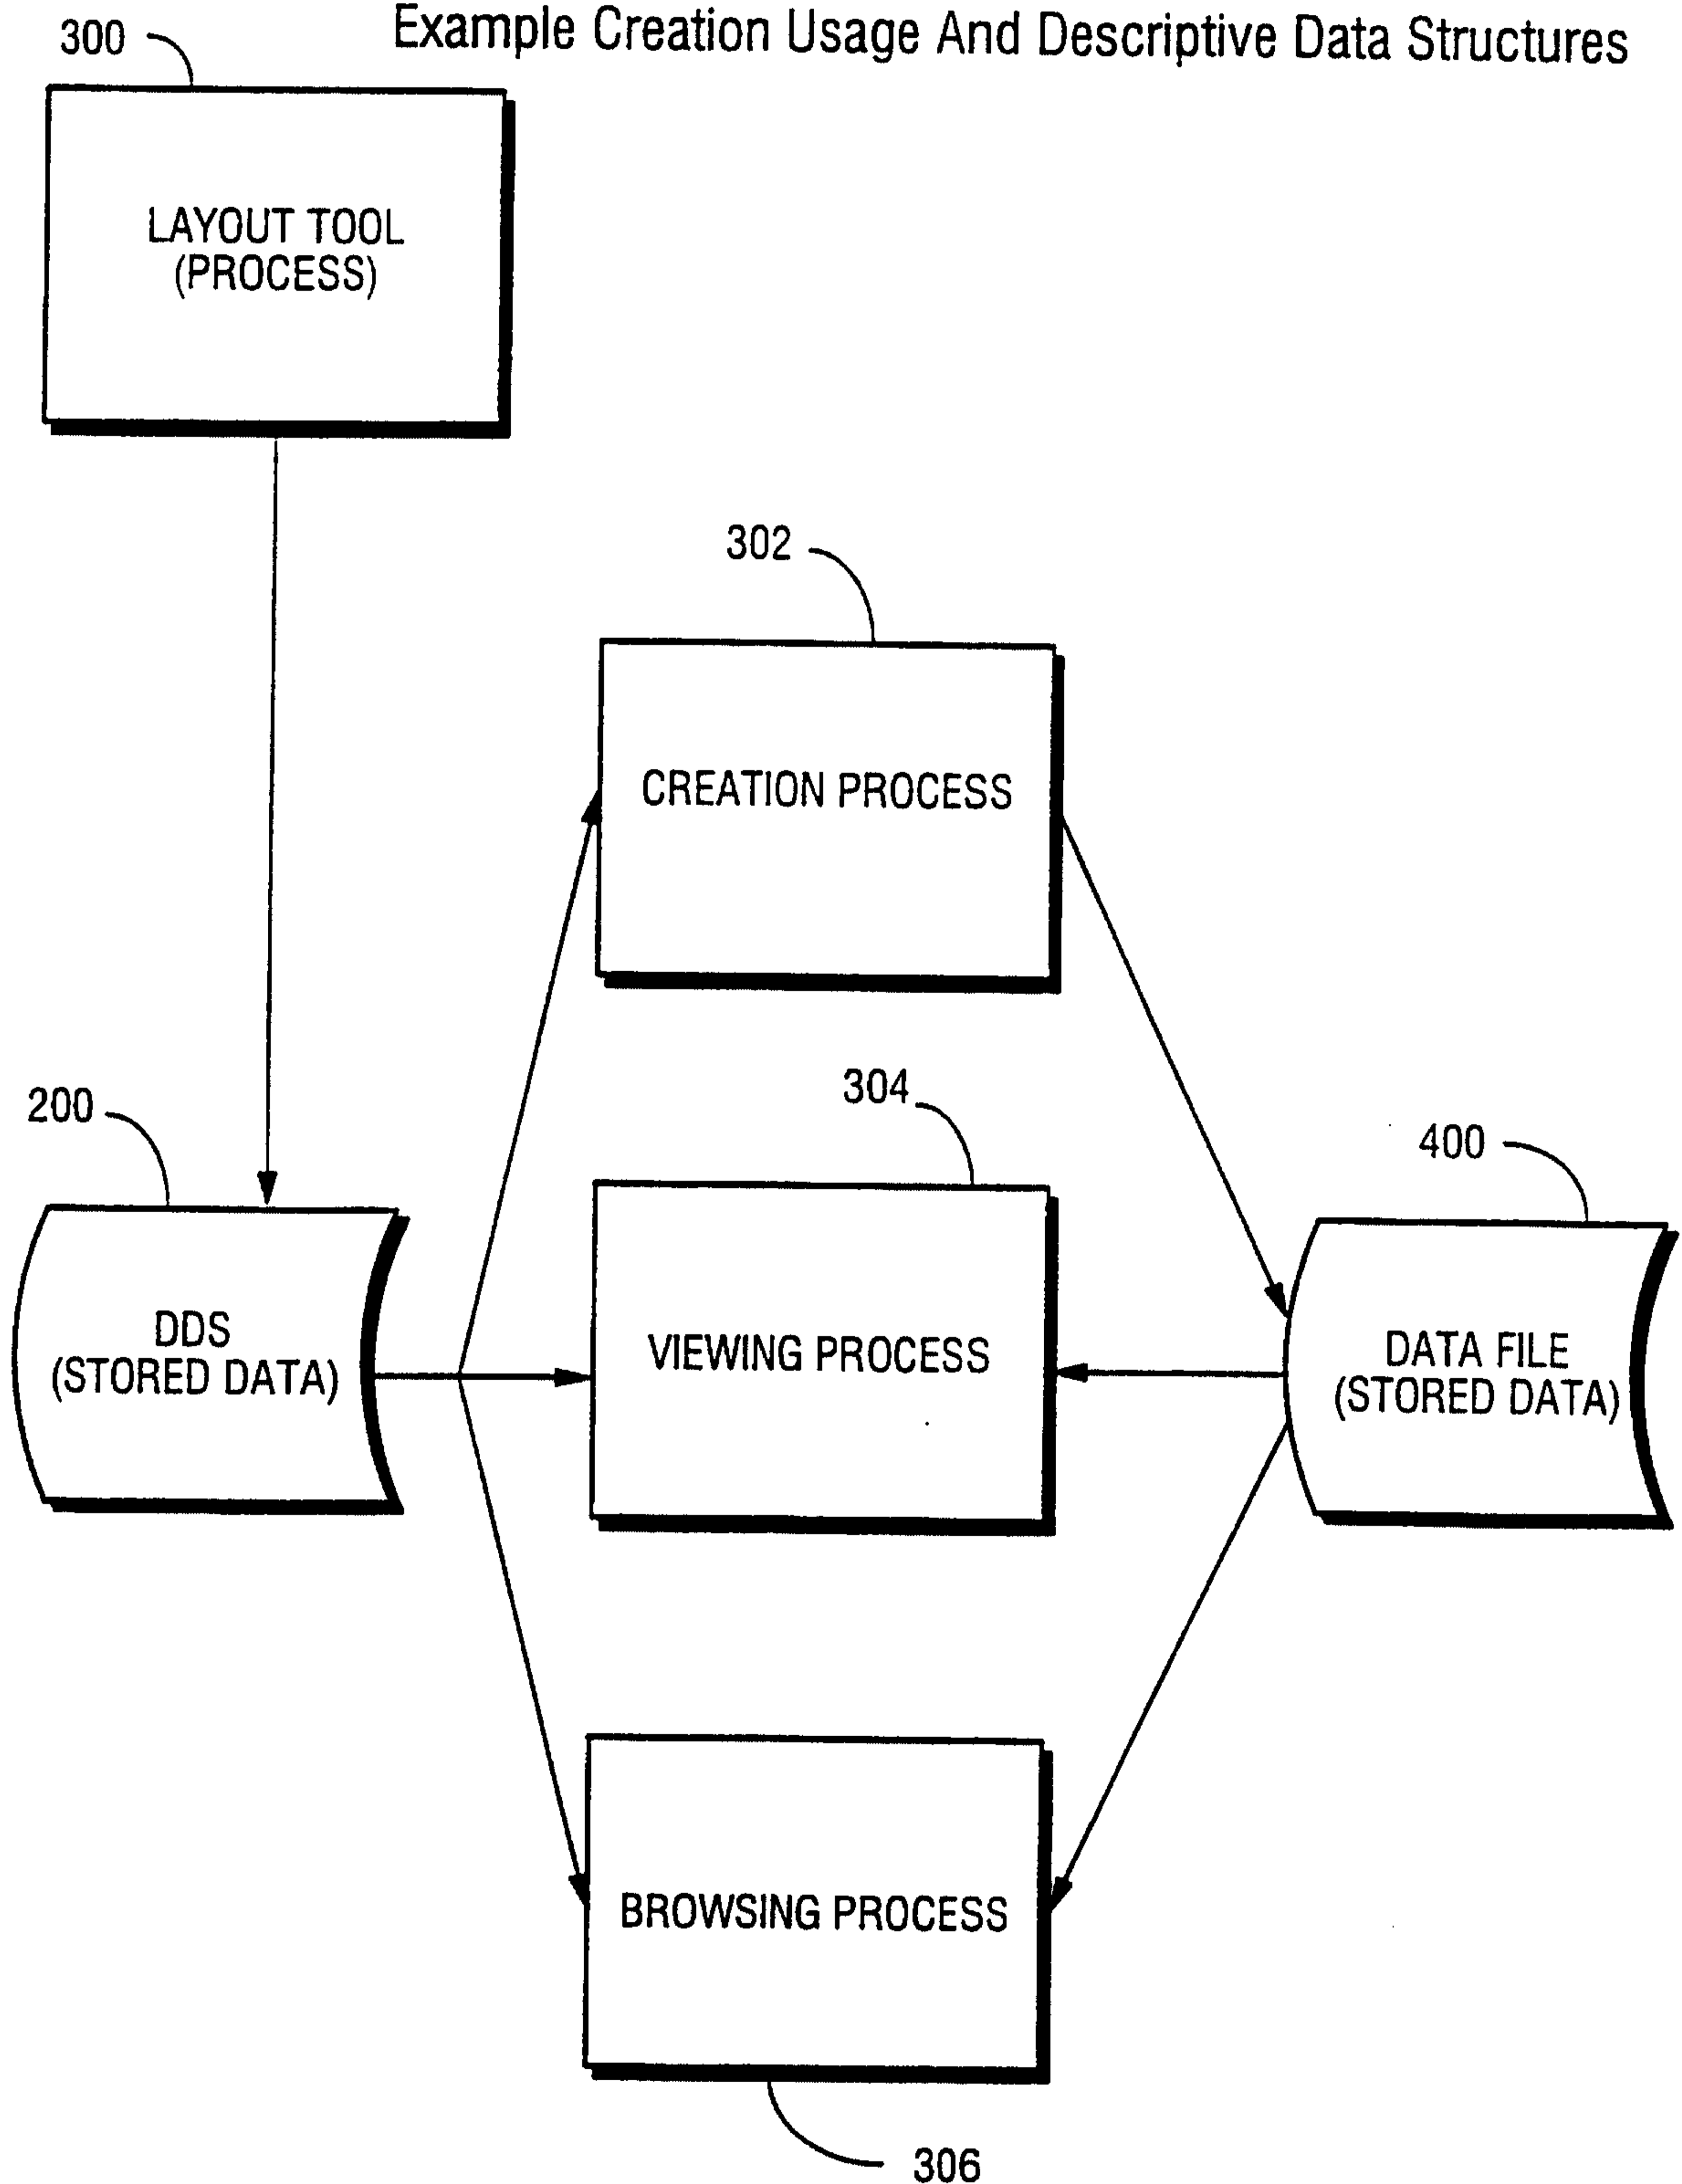 Example Creation Usage And Descriptive Data Structures
300
LAYOUT TOOL
(PROCESS)
302
CREATION PROCESS
200
304
400
DDS
(STORED DATA)
VIEWING PROCESS
DATA FILE
(STORED DATA)
BROWSING PROCESS
306